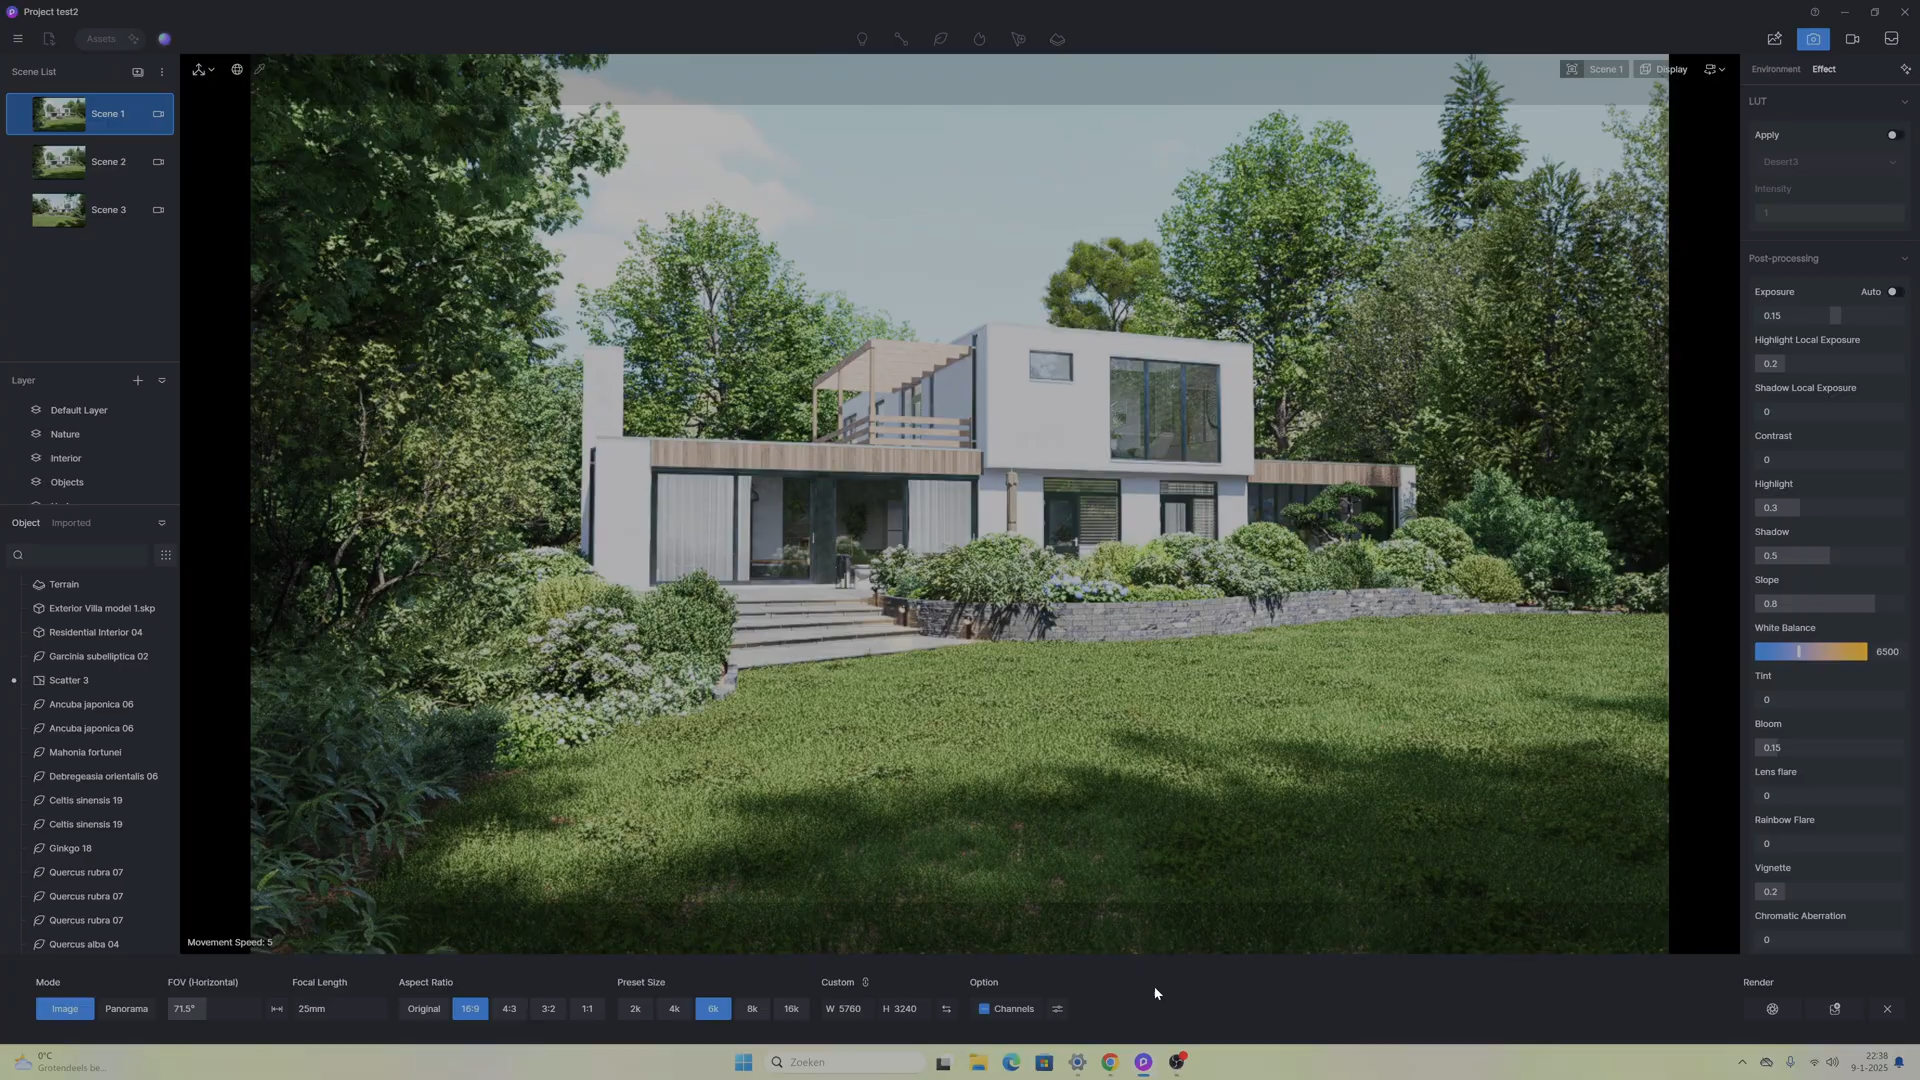 Project test2
Assets
Scene List
Scene 1
Scene 2
Scene 3
Layer
Default Layer
Nature
Interior
Objects
Object Imported
Terrain
Exterior Villa model 1.skp
Residential Interior 04
Garcinia subelliptica 02
Scatter 3
Ancuba japonica 06
Ancuba japonica 06
Mahonia fortunei
Debregeasia orientalis 06
Celtis sinensis 19
Celtis sinensis 19
Ginkgo 18
Quercus rubra 07
Quercus rubra 07
Quercus rubra 07
Quercus alba 04
Scene 1 Display
Movement Speed: 5
Environment Effect
LUT
Apply
Desert3
Intensity
1
Post-processing
Exposure Auto
0.15
Highlight Local Exposure
0.2
Shadow Local Exposure
0
Contrast
0
Highlight
0.3
Shadow
0.5
Slope
0.8
White Balance
6500
Tint
0
Bloom
0.15
Lens flare
0
Rainbow Flare
0
Vignette
0.2
Chromatic Aberration
0
Mode FOV (Horizontal) Focal Length Aspect Ratio Preset Size Custom Option Render
Image Panorama 71.5° 25mm Original 16:9 4:3 3:2 1:1 2k 4k 6k 8k 16k W 5760 H 3240 Channels
0°C
Grotendeels be...
Zoeken
22:38
9-1-2025